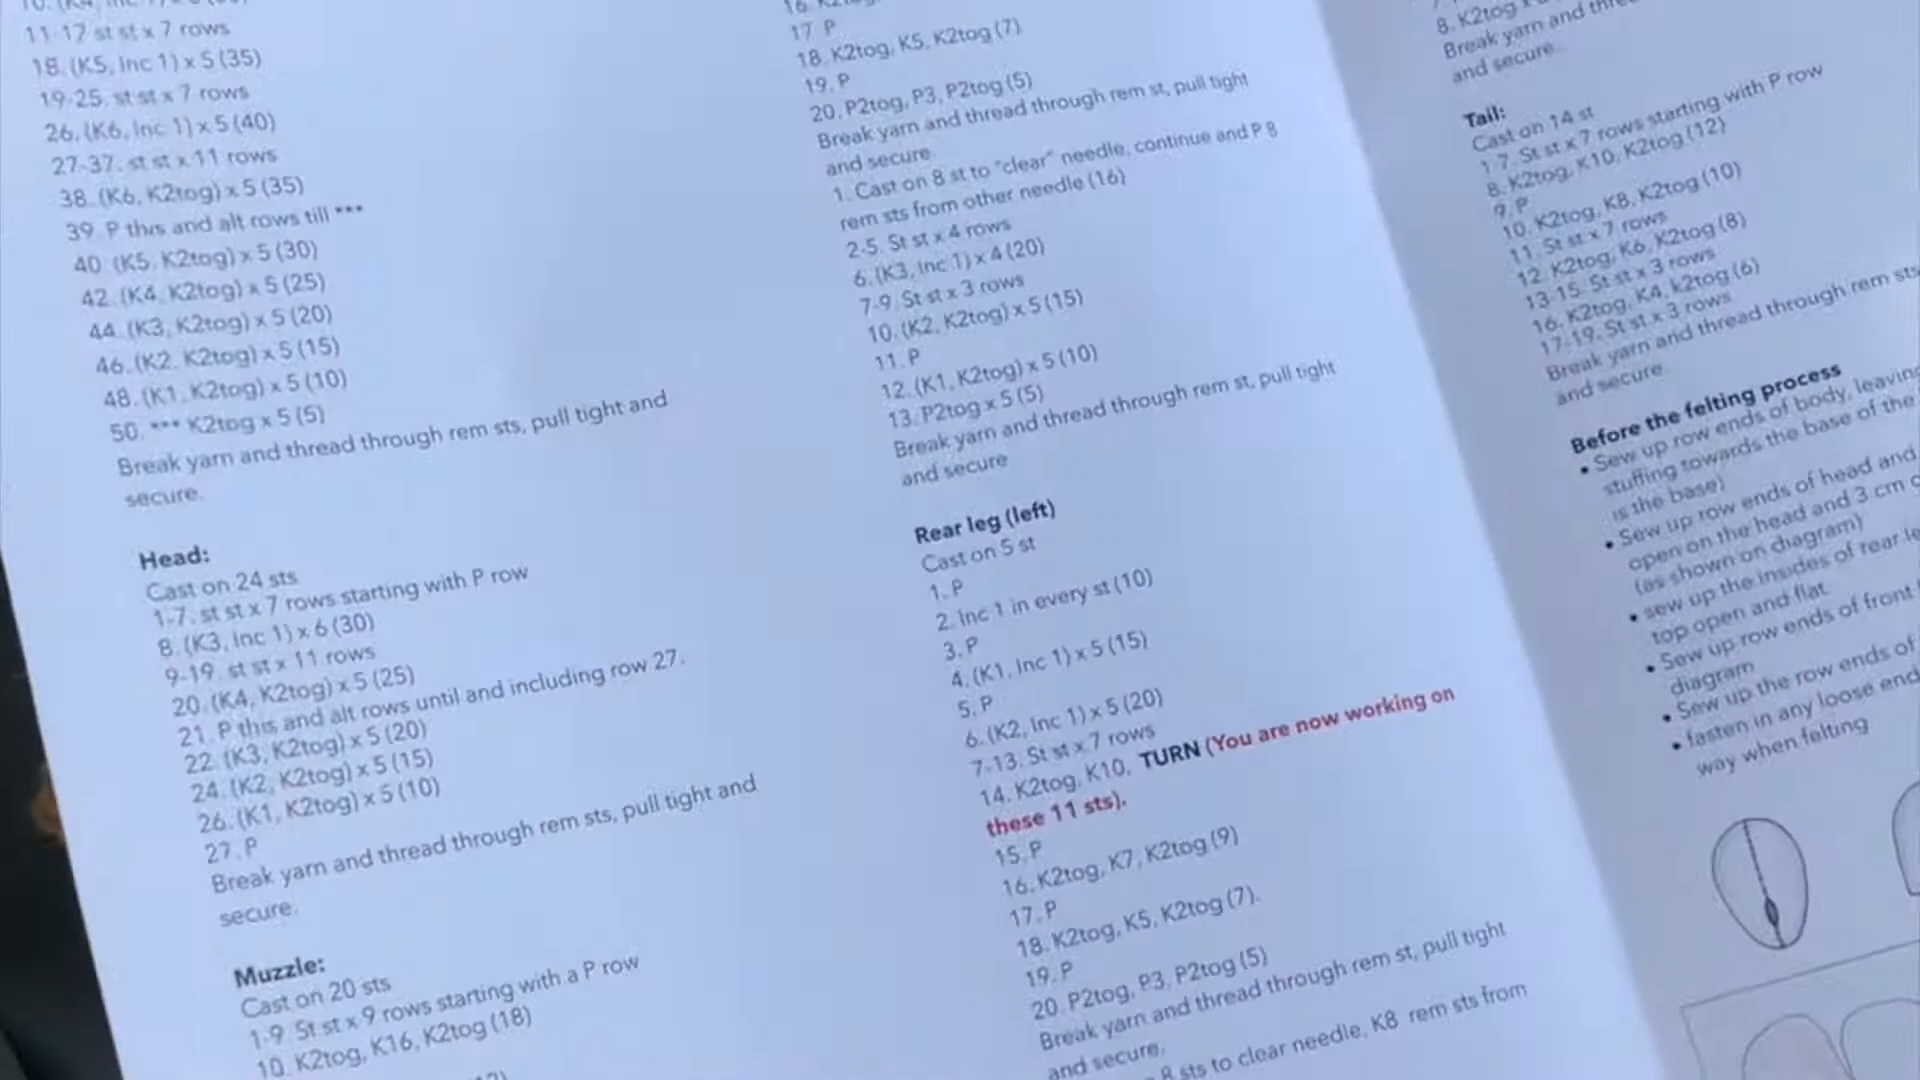 11-17 st st x 7 rows
18. (K5, Inc 1) x 5 (35)
19-25. st st x 7 rows
26. (K6, Inc 1) x 5 (40)
27-37. st st x 11 rows
38. (K6, K2tog) x 5 (35)
39. P this and alt rows till ***
40. (K5, K2tog) x 5 (30)
42. (K4, K2tog) x 5 (25)
44. (K3, K2tog) x 5 (20)
46. (K2, K2tog) x 5 (15)
48. (K1, K2tog) x 5 (10)
50. *** K2tog x 5 (5)
Break yarn and thread through rem sts, pull tight and
secure.
Head:
Cast on 24 sts
1-7. st st x 7 rows starting with P row
8. (K3, Inc 1) x 6 (30)
9-19. st st x 11 rows
20. (K4, K2tog) x 5 (25)
21. P this and alt rows until and including row 27.
22. (K3, K2tog) x 5 (20)
24. (K2, K2tog) x 5 (15)
26. (K1, K2tog) x 5 (10)
27. P
Break yarn and thread through rem sts, pull tight and
secure.
Muzzle:
Cast on 20 sts
1-9 St st x 9 rows starting with a P row
10. K2tog, K16, K2tog (18)
17 P
18. K2tog, K5, K2tog (7)
19. P
20. P2tog, P3, P2tog (5)
Break yarn and thread through rem st, pull tight
and secure.
1. Cast on 8 st to "clear" needle, continue and P 8
rem sts from other needle (16)
2-5. St st x 4 rows
6. (K3, Inc 1) x 4 (20)
7-9. St st x 3 rows
10. (K2, K2tog) x 5 (15)
11. P
12. (K1, K2tog) x 5 (10)
13. P2tog x 5 (5)
Break yarn and thread through rem st, pull tight
and secure
Rear leg (left)
Cast on 5 st
1. P
2. Inc 1 in every st (10)
3. P
4. (K1, Inc 1) x 5 (15)
5. P
6. (K2, Inc 1) x 5 (20)
7-13. St st x 7 rows
14. K2tog, K10, TURN (You are now working on
these 11 sts).
15. P
16. K2tog, K7, K2tog (9)
17. P
18. K2tog, K5, K2tog (7).
19. P
20. P2tog, P3, P2tog (5)
Break yarn and thread through rem st, pull tight
and secure.
8 sts to clear needle, K8 rem sts from
8. K2tog
Break yarn and
and secure.
Tail:
Cast on 14 st
1-7. St st x 7 rows starting with P row
8. K2tog, K10, K2tog (12)
9. P
10. K2tog, K8, K2tog (10)
11. St st x 7 rows
12. K2tog, K6, K2tog (8)
13-15. St st x 3 rows
16. K2tog, K4, k2tog (6)
17-19. St st x 3 rows
Break yarn and thread through rem sts
and secure.
Before the felting process
• Sew up row ends of body, leaving
stuffing towards the base of the
is the base)
• Sew up row ends of head and
open on the head and 3 cm
(as shown on diagram)
• sew up the insides of rear
top open and flat.
• Sew up row ends of front
diagram
• Sew up the row ends of
• fasten in any loose
way when felting